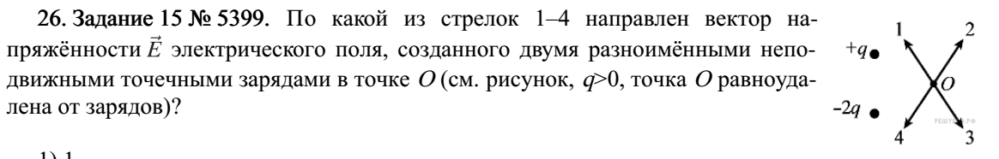 26. Задание 15 № 5399. По какой из стрелок 1–4 направлен вектор на-
пряжённости E⃗ электрического поля, созданного двумя разноимёнными непо-
движными точечными зарядами в точке O (см. рисунок, q>0, точка O равноуда-
лена от зарядов)?
1 2
+q
O
-2q
4 3
1) 1